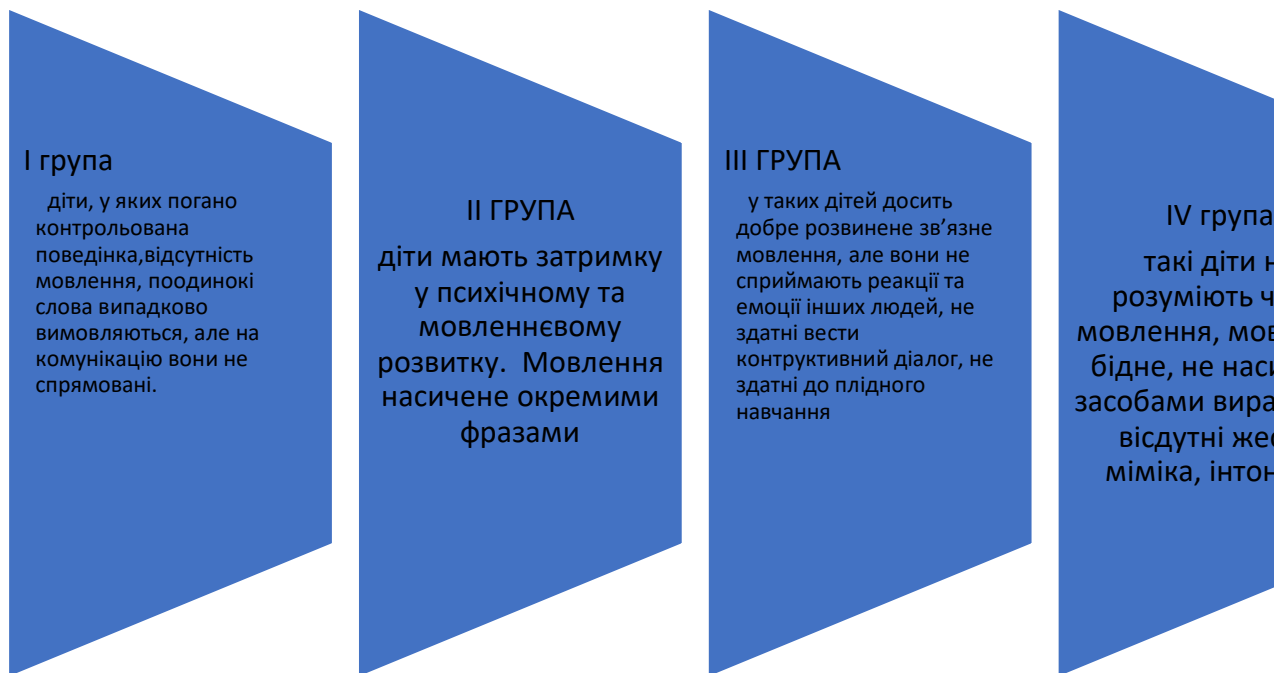 І група
діти, у яких погано
контрольована
поведінка,відсутність
мовлення, поодинокі
слова випадково
вимовляються, але на
комунікацію вони не
спрямовані.
ІІ ГРУПА
діти мають затримку
у психічному та
мовленнєвому
розвитку. Мовлення
насичене окремими
фразами
ІІІ ГРУПА
у таких дітей досить
добре розвинене зв’язне
мовлення, але вони не
сприймають реакції та
емоції інших людей, не
здатні вести
контруктивний діалог, не
здатні до плідного
навчання
IV група
такі діти
розуміють
мовлення,
бідне, не
засобами
вісдутні
міміка,